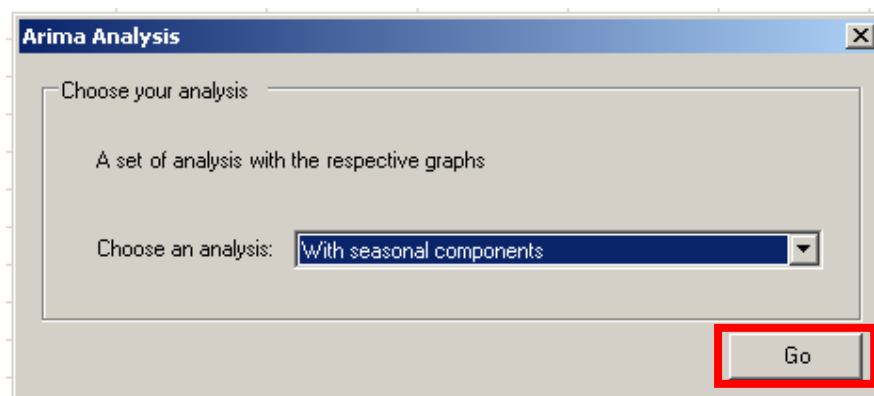 Arima Analysis
Choose your analysis
A set of analysis with the respective graphs
Choose an analysis: With seasonal components
Go